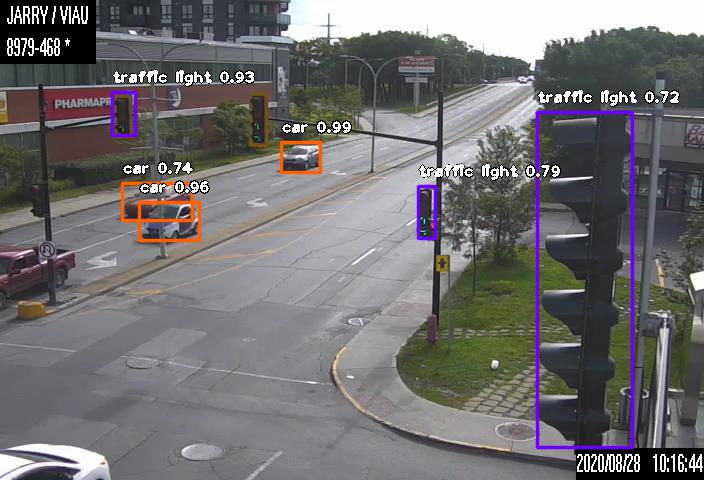 JARRY / VIAU
8979-468 *
traffic light 0.93
traffic light 0.72
PHARMAPR
car 0.99
car 0.74
traffic light 0.79
car 0.96
2020/08/28 10:16:44